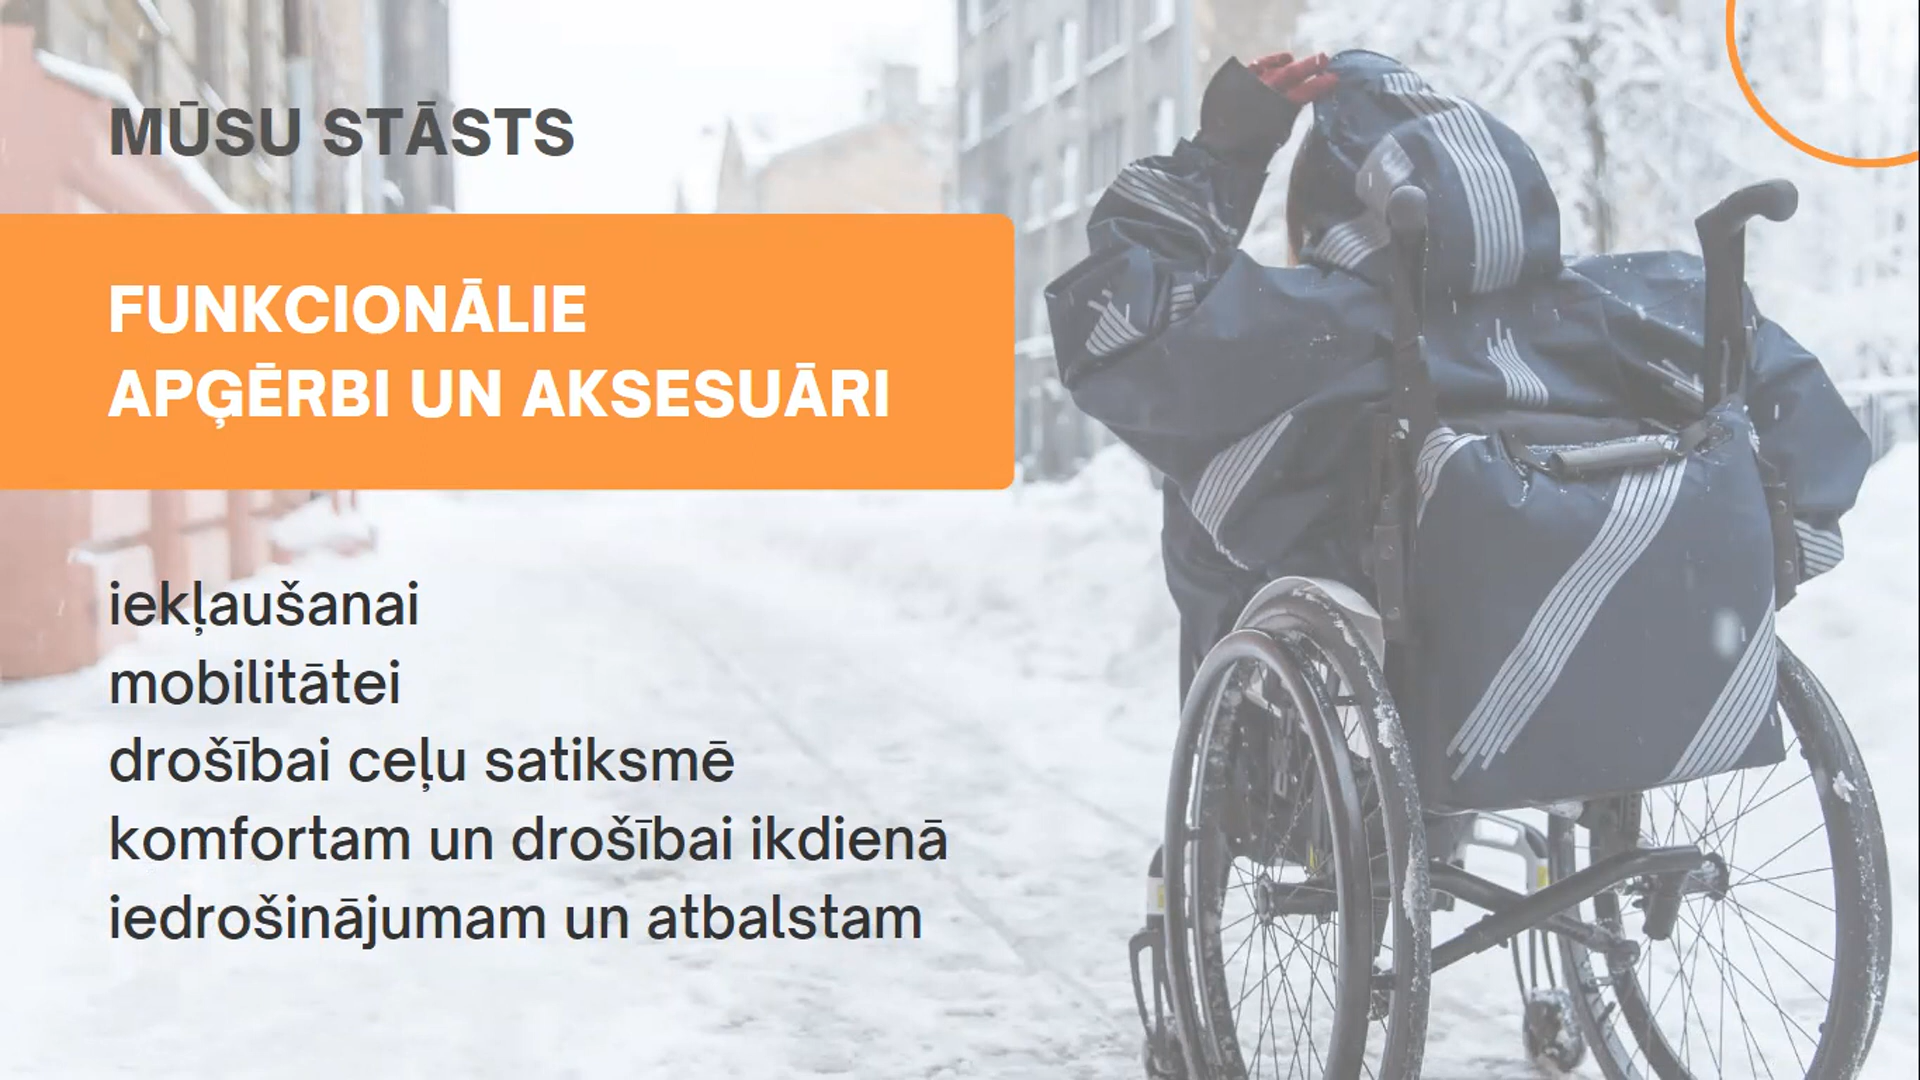 MŪSU STĀSTS
FUNKCIONĀLIE
APĢĒRBI UN AKSESUĀRI
iekļaušanai
mobilitātei
drošībai ceļu satiksmē
komfortam un drošībai ikdienā
iedrošinājumam un atbalstam